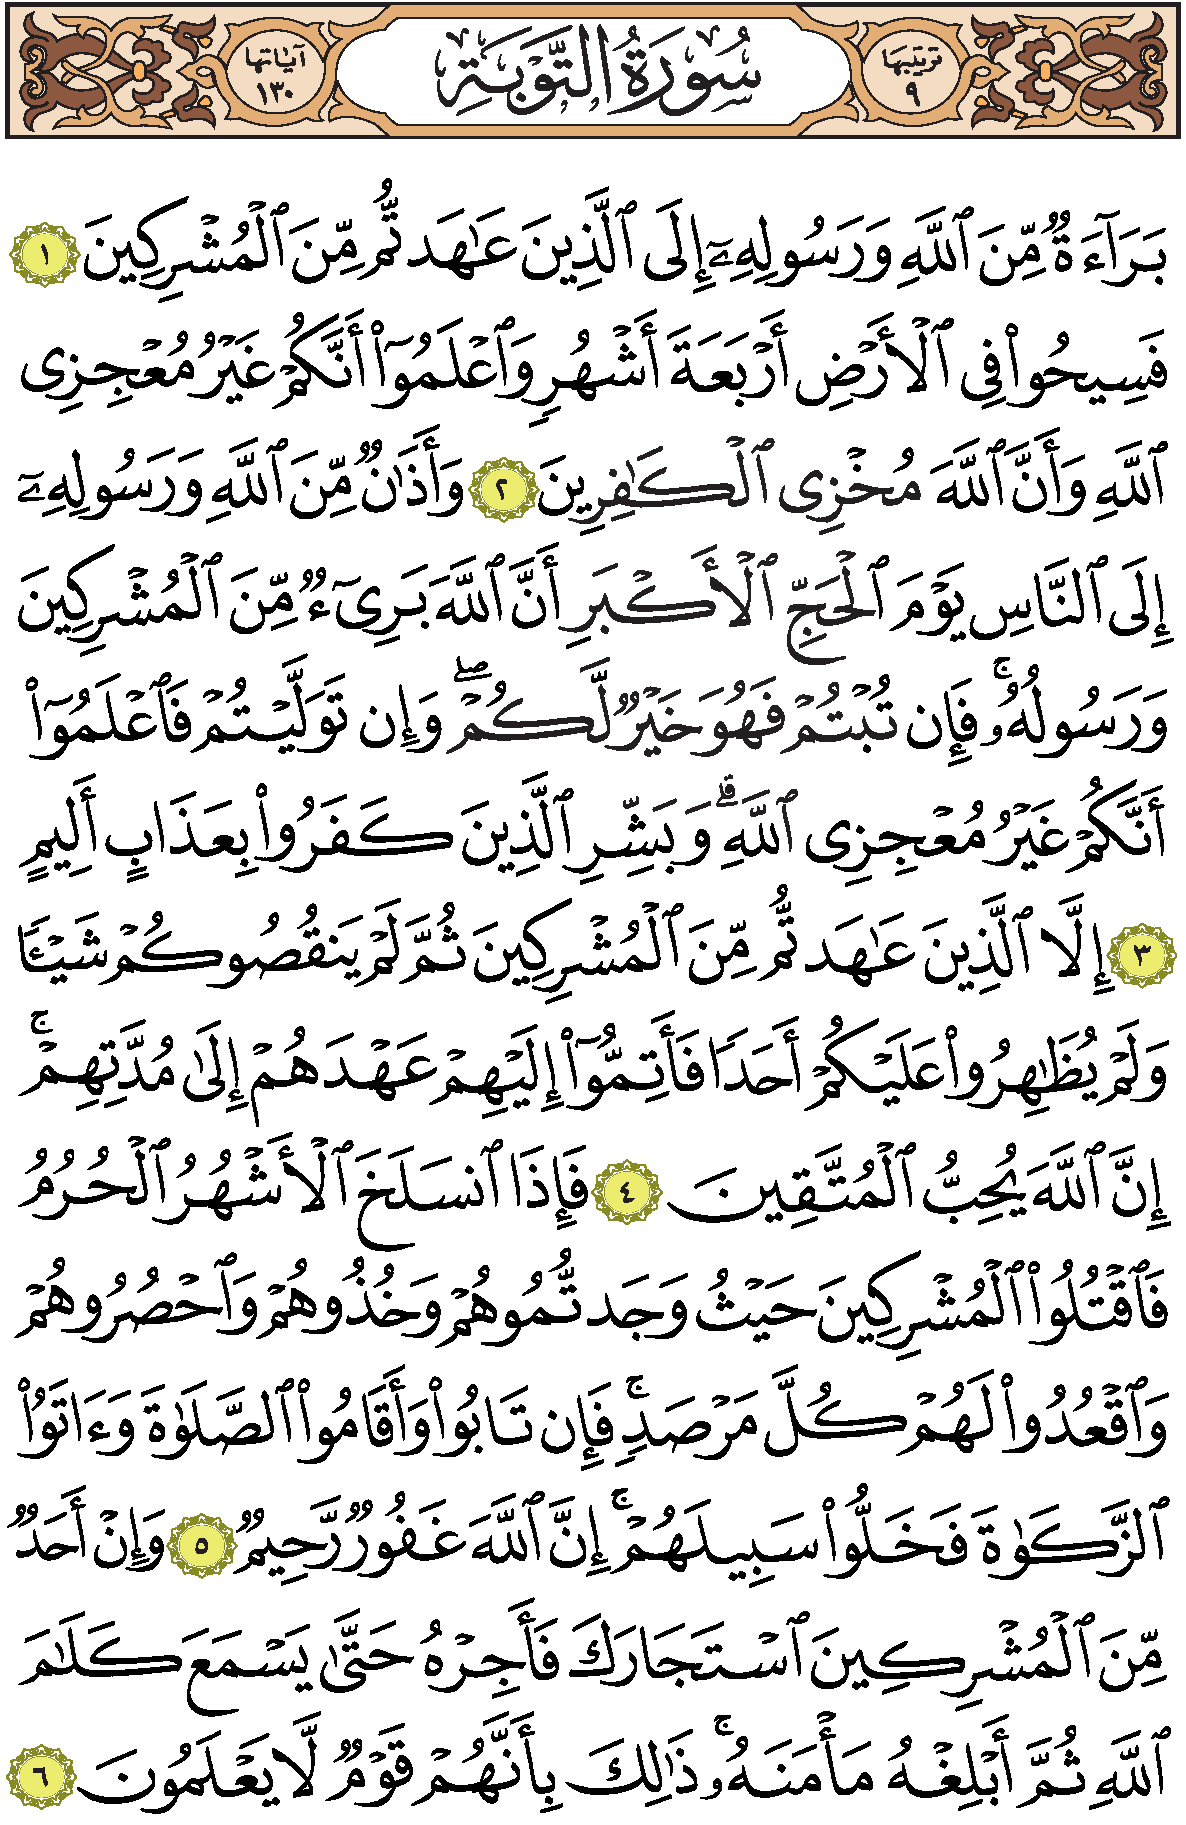 ترتيبها ٩
سُورَةُ التَّوْبَةِ
آياتها ١٣٠
بَرَآءَةٌ مِّنَ ٱللَّهِ وَرَسُولِهِۦٓ إِلَى ٱلَّذِينَ عَٰهَدتُّم مِّنَ ٱلْمُشْرِكِينَ ١
فَسِيحُوا۟ فِى ٱلْأَرْضِ أَرْبَعَةَ أَشْهُرٍ وَٱعْلَمُوٓا۟ أَنَّكُمْ غَيْرُ مُعْجِزِى
ٱللَّهِ وَأَنَّ ٱللَّهَ مُخْزِى ٱلْكَٰفِرِينَ ٢ وَأَذَٰنٌ مِّنَ ٱللَّهِ وَرَسُولِهِۦٓ
إِلَى ٱلنَّاسِ يَوْمَ ٱلْحَجِّ ٱلْأَكْبَرِ أَنَّ ٱللَّهَ بَرِىٓءٌ مِّنَ ٱلْمُشْرِكِينَ
وَرَسُولُهُۥ ۚ فَإِن تُبْتُمْ فَهُوَ خَيْرٌ لَّكُمْ ۖ وَإِن تَوَلَّيْتُمْ فَٱعْلَمُوٓا۟
أَنَّكُمْ غَيْرُ مُعْجِزِى ٱللَّهِ ۗ وَبَشِّرِ ٱلَّذِينَ كَفَرُوا۟ بِعَذَابٍ أَلِيمٍ
٣ إِلَّا ٱلَّذِينَ عَٰهَدتُّم مِّنَ ٱلْمُشْرِكِينَ ثُمَّ لَمْ يَنقُصُوكُمْ شَيْـًٔا
وَلَمْ يُظَٰهِرُوا۟ عَلَيْكُمْ أَحَدًا فَأَتِمُّوٓا۟ إِلَيْهِمْ عَهْدَهُمْ إِلَىٰ مُدَّتِهِمْ ۚ
إِنَّ ٱللَّهَ يُحِبُّ ٱلْمُتَّقِينَ ٤ فَإِذَا ٱنسَلَخَ ٱلْأَشْهُرُ ٱلْحُرُمُ
فَٱقْتُلُوا۟ ٱلْمُشْرِكِينَ حَيْثُ وَجَدتُّمُوهُمْ وَخُذُوهُمْ وَٱحْصُرُوهُمْ
وَٱقْعُدُوا۟ لَهُمْ كُلَّ مَرْصَدٍ ۚ فَإِن تَابُوا۟ وَأَقَامُوا۟ ٱلصَّلَوٰةَ وَءَاتَوُا۟
ٱلزَّكَوٰةَ فَخَلُّوا۟ سَبِيلَهُمْ ۚ إِنَّ ٱللَّهَ غَفُورٌ رَّحِيمٌ ٥ وَإِنْ أَحَدٌ
مِّنَ ٱلْمُشْرِكِينَ ٱسْتَجَارَكَ فَأَجِرْهُ حَتَّىٰ يَسْمَعَ كَلَٰمَ
ٱللَّهِ ثُمَّ أَبْلِغْهُ مَأْمَنَهُۥ ۚ ذَٰلِكَ بِأَنَّهُمْ قَوْمٌ لَّا يَعْلَمُونَ ٦